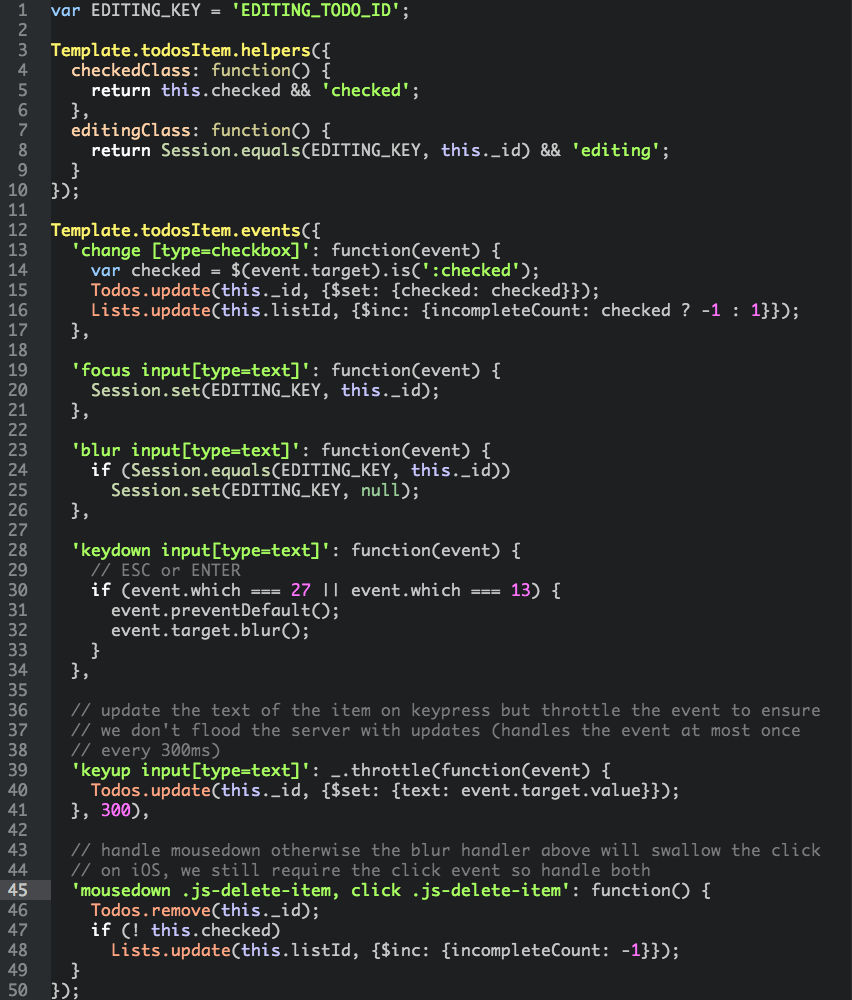 1 var EDITING_KEY = 'EDITING_TODO_ID';
2
3 Template.todosItem.helpers({
4   checkedClass: function() {
5     return this.checked && 'checked';
6   },
7   editingClass: function() {
8     return Session.equals(EDITING_KEY, this._id) && 'editing';
9   }
10 });
11
12 Template.todosItem.events({
13   'change [type=checkbox]': function(event) {
14     var checked = $(event.target).is(':checked');
15     Todos.update(this._id, {$set: {checked: checked}});
16     Lists.update(this.listId, {$inc: {incompleteCount: checked ? -1 : 1}});
17   },
18
19   'focus input[type=text]': function(event) {
20     Session.set(EDITING_KEY, this._id);
21   },
22
23   'blur input[type=text]': function(event) {
24     if (Session.equals(EDITING_KEY, this._id))
25       Session.set(EDITING_KEY, null);
26   },
27
28   'keydown input[type=text]': function(event) {
29     // ESC or ENTER
30     if (event.which === 27 || event.which === 13) {
31       event.preventDefault();
32       event.target.blur();
33     }
34   },
35
36   // update the text of the item on keypress but throttle the event to ensure
37   // we don't flood the server with updates (handles the event at most once
38   // every 300ms)
39   'keyup input[type=text]': _.throttle(function(event) {
40     Todos.update(this._id, {$set: {text: event.target.value}});
41   }, 300),
42
43   // handle mousedown otherwise the blur handler above will swallow the click
44   // on iOS, we still require the click event so handle both
45   'mousedown .js-delete-item, click .js-delete-item': function() {
46     Todos.remove(this._id);
47     if (! this.checked)
48       Lists.update(this.listId, {$inc: {incompleteCount: -1}});
49   }
50 });